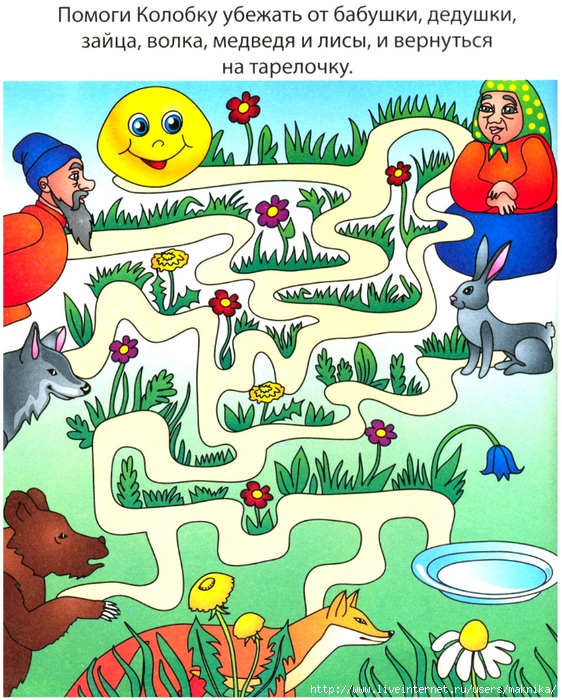 Помоги Колобку убежать от бабушки, дедушки,
зайца, волка, медведя и лисы, и вернуться
на тарелочку.
http://www.liveinternet.ru/users/maknika/